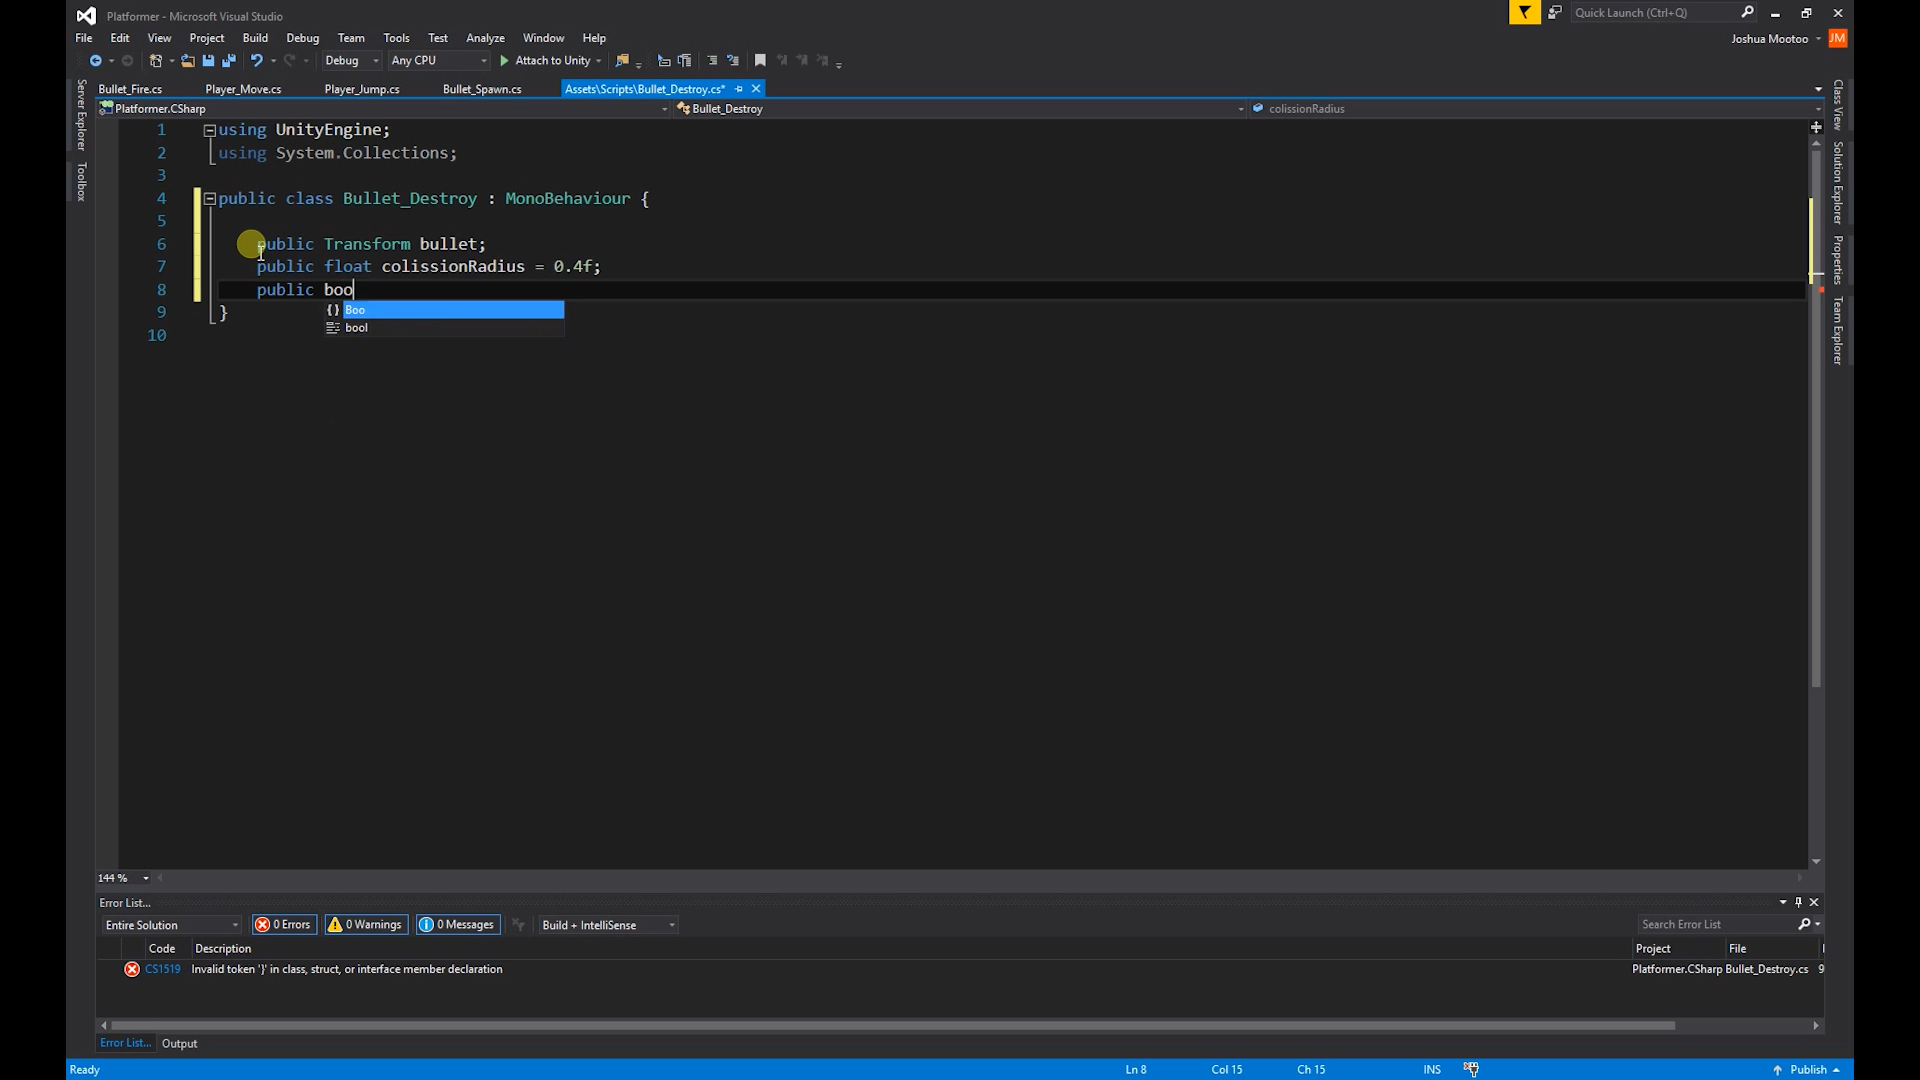 Platformer - Microsoft Visual Studio
Quick Launch (Ctrl+Q)
File Edit View Project Build Debug Team Tools Test Analyze Window Help
Joshua Mootoo JM
Debug Any CPU Attach to Unity
Bullet_Fire.cs Player_Move.cs Player_Jump.cs Bullet_Spawn.cs Assets\Scripts\Bullet_Destroy.cs*
Platformer.CSharp Bullet_Destroy colissionRadius
Server Explorer
Toolbox
1 using UnityEngine;
2 using System.Collections;
3
4 public class Bullet_Destroy : MonoBehaviour {
5
6 public Transform bullet;
7 public float colissionRadius = 0.4f;
8 public boo
{} Boo
bool
9 }
10
Class View
Solution Explorer
Properties
Team Explorer
144 %
Error List...
Entire Solution 0 Errors 0 Warnings 0 Messages Build + IntelliSense Search Error List
Code Description Project File
CS1519 Invalid token '}' in class, struct, or interface member declaration Platformer.CSharp Bullet_Destroy.cs 9
Error List... Output
Ready Ln 8 Col 15 Ch 15 INS Publish